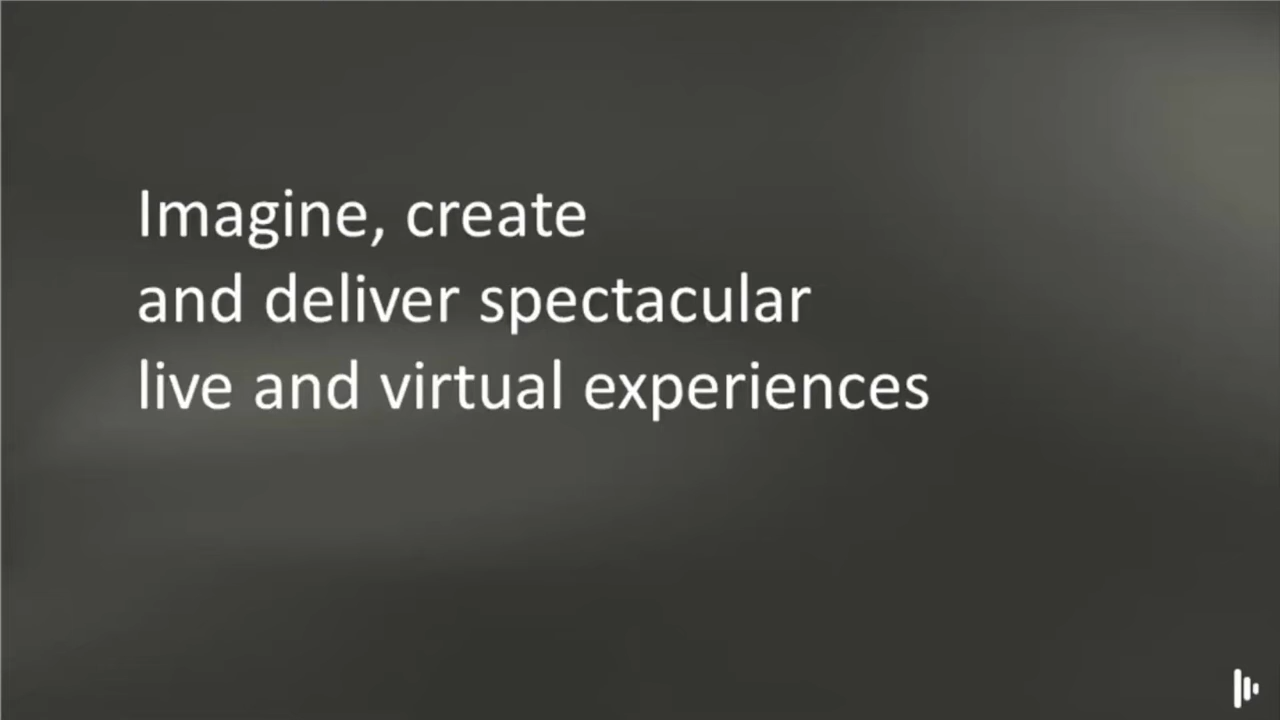 Imagine, create
and deliver spectacular
live and virtual experiences